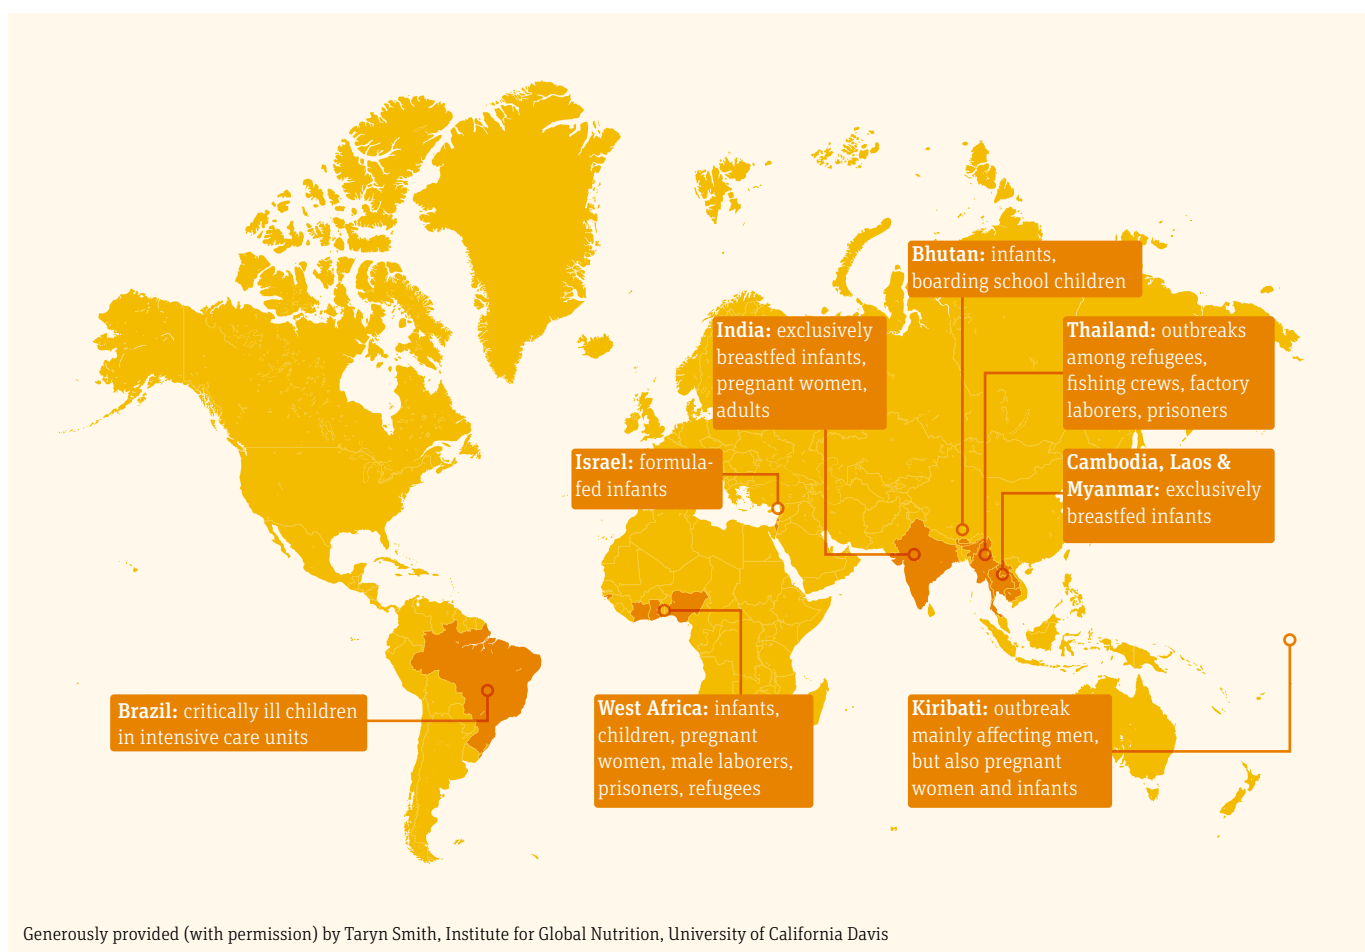 Bhutan: infants,
boarding school children
India: exclusively
breastfed infants,
pregnant women,
adults
Thailand: outbreaks
among refugees,
fishing crews, factory
laborers, prisoners
Israel: formula-
fed infants
Cambodia, Laos &
Myanmar: exclusively
breastfed infants
Brazil: critically ill children
in intensive care units
West Africa: infants,
children, pregnant
women, male laborers,
prisoners, refugees
Kiribati: outbreak
mainly affecting men,
but also pregnant
women and infants
Generously provided (with permission) by Taryn Smith, Institute for Global Nutrition, University of California Davis